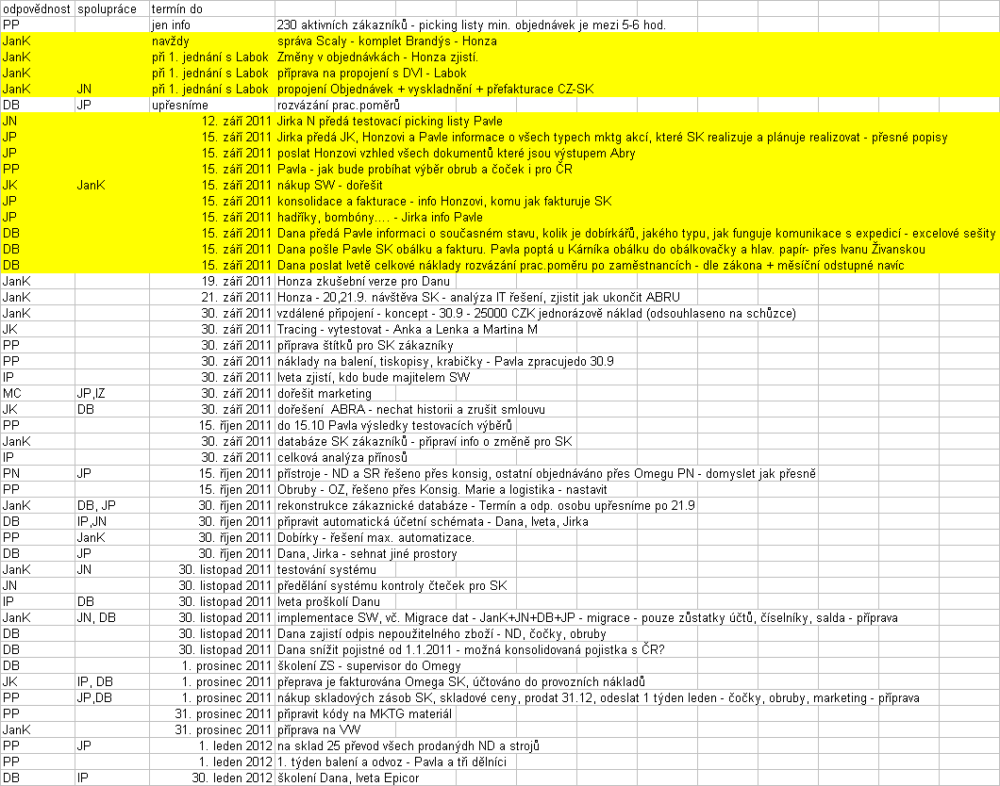 odpovědnost spolupráce termín do
PP jen info 230 aktivních zákazníků - picking listy min. objednávek je mezi 5-6 hod.
JanK navždy správa Scaly - komplet Brandýs - Honza
JanK při 1. jednání s Labok Změny v objednávkách - Honza zjistí.
JanK při 1. jednání s Labok příprava na propojení s DVI - Labok
JanK JN při 1. jednání s Labok propojení Objednávek + vyskladnění + přefakturace CZ-SK
DB JP upřesníme rozvázání prac.poměrů
JN 12. září 2011 Jirka N předá testovací picking listy Pavle
JP 15. září 2011 Jirka předá JK, Honzovi a Pavle informace o všech typech mktg akcí, které SK realizuje a plánuje realizovat - přesné popisy
JP 15. září 2011 poslat Honzovi vzhled všech dokumentů které jsou výstupem Abry
PP 15. září 2011 Pavla - jak bude probíhat výběr obrub a čoček i pro ČR
JK JanK 15. září 2011 nákup SW - dořešit
JP 15. září 2011 konsolidace a fakturace - info Honzovi, komu jak fakturuje SK
JP 15. září 2011 hadříky, bombóny.... - Jirka info Pavle
DB 15. září 2011 Dana předá Pavle informaci o současném stavu, kolik je dobírkářů, jakého typu, jak funguje komunikace s expedicí - excelové sešity
DB 15. září 2011 Dana pošle Pavle SK obálku a fakturu. Pavla poptá u Kárníka obálku do obálkovačky a hlav. papír- přes Ivanu Živanskou
DB 15. září 2011 Dana poslat Ivetě celkové náklady rozvázání prac.poměru po zaměstnancích - dle zákona + měsíční odstupné navíc
JanK 19. září 2011 Honza zkušební verze pro Danu
JanK 21. září 2011 Honza - 20,21.9. návštěva SK - analýza IT řešení, zjistit jak ukončit ABRU
JanK 30. září 2011 vzdálené připojení - koncept - 30.9 - 25000 CZK jednorázově náklad (odsouhlaseno na schůzce)
JK 30. září 2011 Tracing - vytestovat - Anka a Lenka a Martina M
PP 30. září 2011 příprava štítků pro SK zákazníky
PP 30. září 2011 náklady na balení, tiskopisy, krabičky - Pavla zpracujedo 30.9
IP 30. září 2011 Iveta zjistí, kdo bude majitelem SW
MC JP,IZ 30. září 2011 dořešit marketing
JK DB 30. září 2011 dořešení  ABRA - nechat historii a zrušit smlouvu
PP 15. říjen 2011 do 15.10 Pavla výsledky testovacích výběrů
JanK 30. září 2011 databáze SK zákazníků - připraví info o změně pro SK
IP 30. září 2011 celková analýza přínosů
PN JP 15. říjen 2011 přístroje - ND a SR řešeno přes konsig, ostatní objednáváno přes Omegu PN - domyslet jak přesně
PP 15. říjen 2011 Obruby - OZ, řešeno přes Konsig. Marie a logistika - nastavit
JanK DB, JP 30. říjen 2011 rekonstrukce zákaznické databáze - Termín a odp. osobu upřesníme po 21.9
DB IP,JN 30. říjen 2011 připravit automatická účetní schémata - Dana, Iveta, Jirka
PP JanK 30. říjen 2011 Dobírky - řešení max. automatizace.
DB JP 30. říjen 2011 Dana, Jirka - sehnat jiné prostory
JanK JN 30. listopad 2011 testování systému
JN 30. listopad 2011 předělání systému kontroly čteček pro SK
IP DB 30. listopad 2011 Iveta proškolí Danu
JanK JN, DB 30. listopad 2011 implementace SW, vč. Migrace dat - JanK+JN+DB+JP - migrace - pouze zůstatky účtů, číselníky, salda - příprava
DB 30. listopad 2011 Dana zajistí odpis nepoužitelného zboží - ND, čočky, obruby
DB 30. listopad 2011 Dana snížit pojistné od 1.1.2011 - možná konsolidovaná pojistka s ČR?
DB 1. prosinec 2011 školení ZS - supervisor do Omegy
JK IP, DB 1. prosinec 2011 přeprava je fakturována Omega SK, účtováno do provozních nákladů
PP JP,DB 1. prosinec 2011 nákup skladových zásob SK, skladové ceny, prodat 31.12, odeslat 1 týden leden - čočky, obruby, marketing - příprava
PP 31. prosinec 2011 připravit kódy na MKTG materiál
JanK 31. prosinec 2011 příprava na VW
PP JP 1. leden 2012 na sklad 25 převod všech prodanýdh ND a strojů
PP 1. leden 2012 1. týden balení a odvoz - Pavla a tři dělníci
DB IP 30. leden 2012 školení Dana, Iveta Epicor